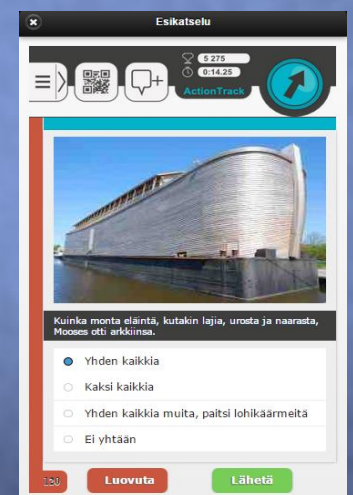 Esikatselu
5 275
0:14.25
ActionTrack
Kuinka monta eläintä, kutakin lajia, urosta ja naarasta,
Mooses otti arkkiinsa.
Yhden kaikkia
Kaksi kaikkia
Yhden kaikkia muita, paitsi lohikäärmeitä
Ei yhtään
120
Luovuta
Lähetä